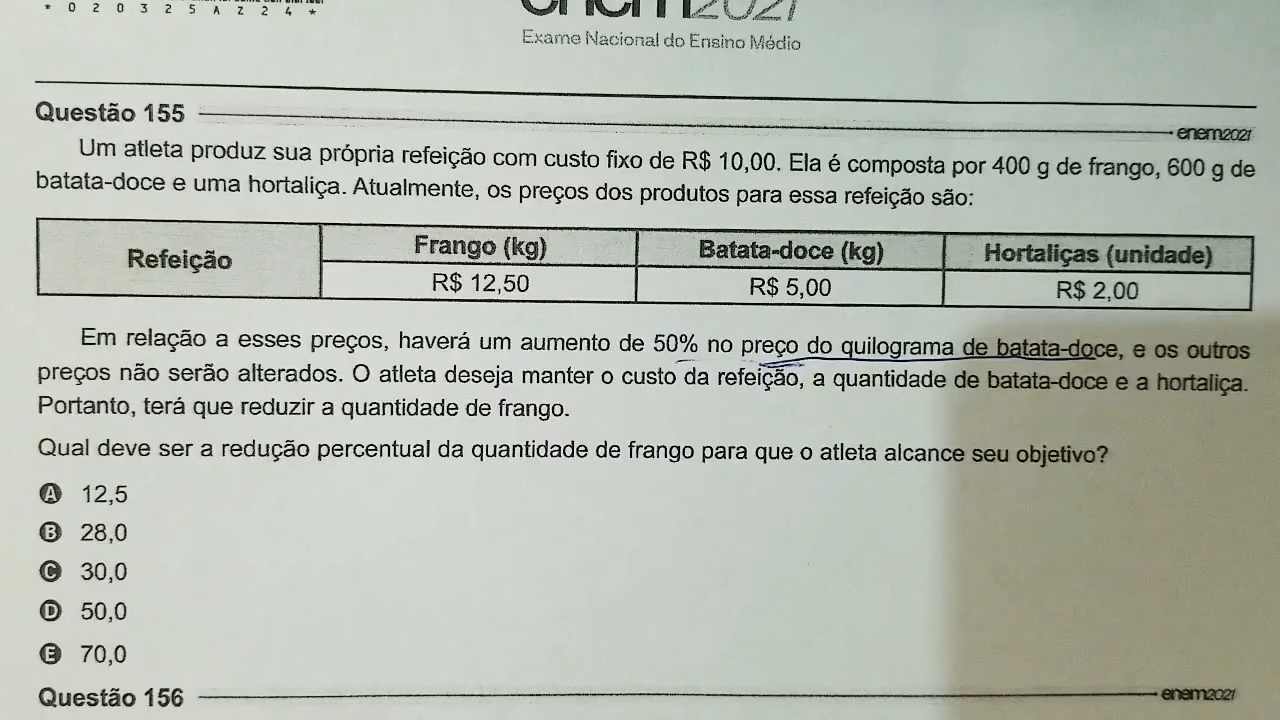 * 0 2 0 3 2 5 A Z 2 4 *
enem2021
Exame Nacional do Ensino Médio
Questão 155
enem2021
Um atleta produz sua própria refeição com custo fixo de R$ 10,00. Ela é composta por 400 g de frango, 600 g de
batata-doce e uma hortaliça. Atualmente, os preços dos produtos para essa refeição são:
Refeição
Frango (kg) Batata-doce (kg) Hortaliças (unidade)
R$ 12,50 R$ 5,00 R$ 2,00
Em relação a esses preços, haverá um aumento de 50% no preço do quilograma de batata-doce, e os outros
preços não serão alterados. O atleta deseja manter o custo da refeição, a quantidade de batata-doce e a hortaliça.
Portanto, terá que reduzir a quantidade de frango.
Qual deve ser a redução percentual da quantidade de frango para que o atleta alcance seu objetivo?
A 12,5
B 28,0
C 30,0
D 50,0
E 70,0
Questão 156
enem2021